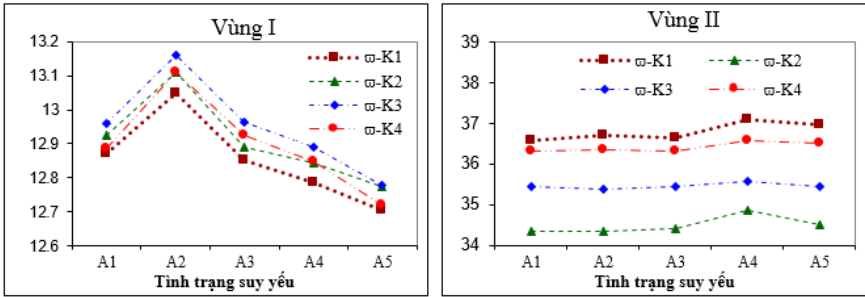 Vùng I
13.2
13.1
13
12.9
12.8
12.7
12.6
ϖ-K1
ϖ-K2
ϖ-K3
ϖ-K4
A1 A2 A3 A4 A5
Tình trạng suy yếu
Vùng II
39
38
37
36
35
34
ϖ-K1 ϖ-K2
ϖ-K3 ϖ-K4
A1 A2 A3 A4 A5
Tình trạng suy yếu